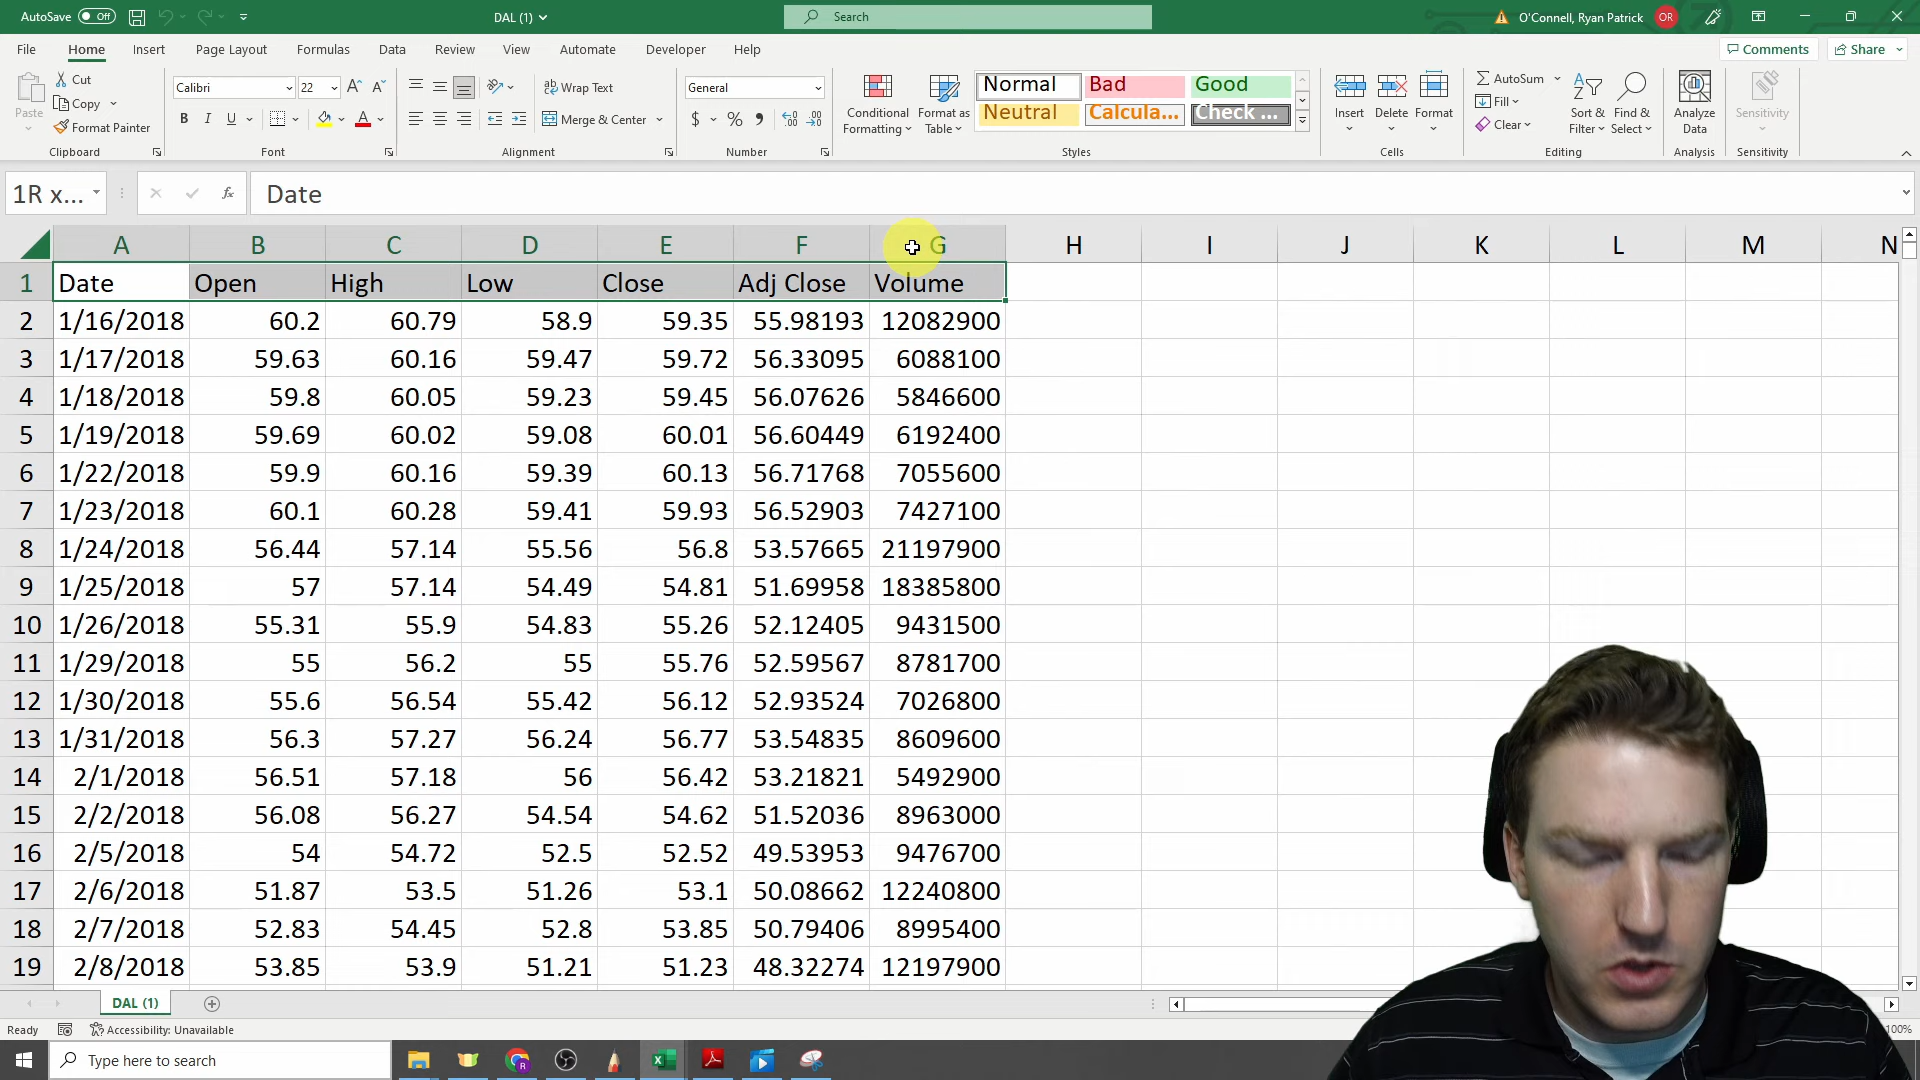 AutoSave Off DAL (1) Search O'Connell, Ryan Patrick OR
File Home Insert Page Layout Formulas Data Review View Automate Developer Help Comments Share
Paste Cut Copy Format Painter Clipboard
Calibri 22 A A B I U A Font
Wrap Text Merge & Center Alignment
General $ % Number
Conditional Formatting Format as Table Normal Bad Good Neutral Calcula... Check ... Styles
Insert Delete Format Cells
AutoSum Fill Clear Sort & Filter Find & Select Editing
Analyze Data Analysis Sensitivity Sensitivity
1R x... fx Date
A B C D E F G H I J K L M N
1 Date Open High Low Close Adj Close Volume
2 1/16/2018 60.2 60.79 58.9 59.35 55.98193 12082900
3 1/17/2018 59.63 60.16 59.47 59.72 56.33095 6088100
4 1/18/2018 59.8 60.05 59.23 59.45 56.07626 5846600
5 1/19/2018 59.69 60.02 59.08 60.01 56.60449 6192400
6 1/22/2018 59.9 60.16 59.39 60.13 56.71768 7055600
7 1/23/2018 60.1 60.28 59.41 59.93 56.52903 7427100
8 1/24/2018 56.44 57.14 55.56 56.8 53.57665 21197900
9 1/25/2018 57 57.14 54.49 54.81 51.69958 18385800
10 1/26/2018 55.31 55.9 54.83 55.26 52.12405 9431500
11 1/29/2018 55 56.2 55 55.76 52.59567 8781700
12 1/30/2018 55.6 56.54 55.42 56.12 52.93524 7026800
13 1/31/2018 56.3 57.27 56.24 56.77 53.54835 8609600
14 2/1/2018 56.51 57.18 56 56.42 53.21821 5492900
15 2/2/2018 56.08 56.27 54.54 54.62 51.52036 8963000
16 2/5/2018 54 54.72 52.5 52.52 49.53953 9476700
17 2/6/2018 51.87 53.5 51.26 53.1 50.08662 12240800
18 2/7/2018 52.83 54.45 52.8 53.85 50.79406 8995400
19 2/8/2018 53.85 53.9 51.21 51.23 48.32274 12197900
DAL (1)
Ready Accessibility: Unavailable 100%
Type here to search